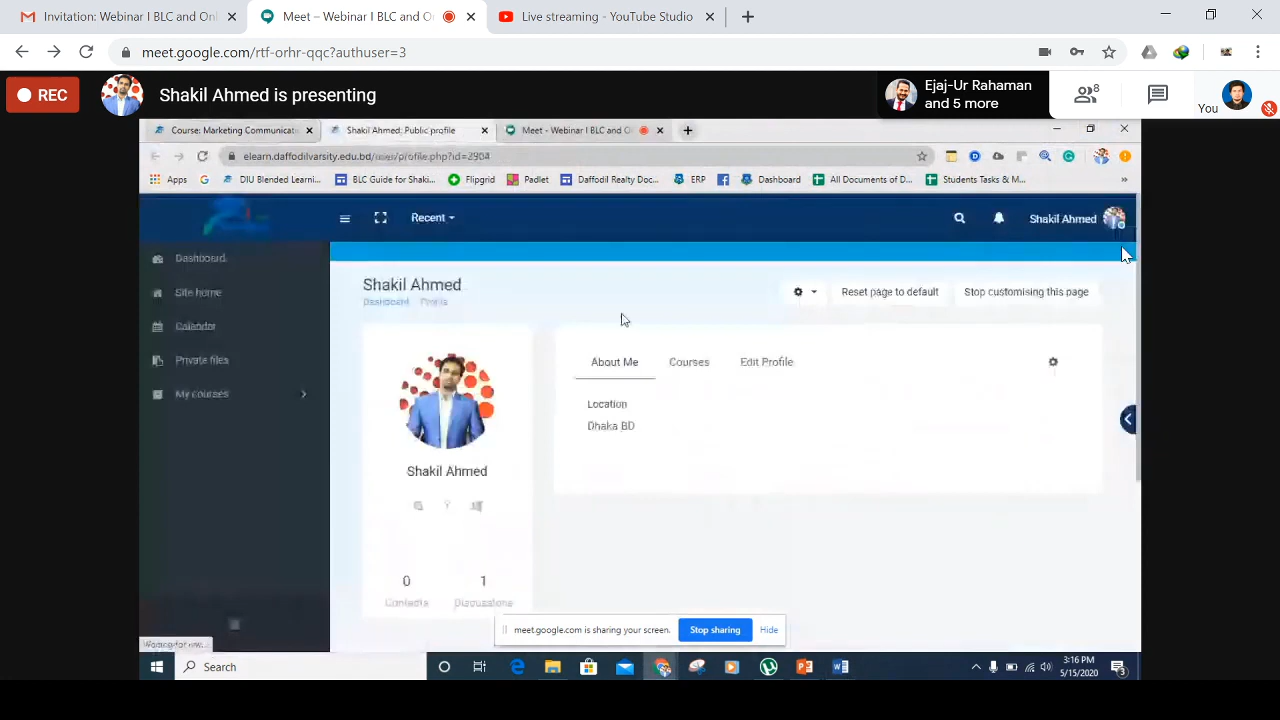 Invitation: Webinar I BLC and Onl
Meet – Webinar I BLC and O
Live streaming - YouTube Studio
meet.google.com/rtf-orhr-qqc?authuser=3
REC
Shakil Ahmed is presenting
Ejaj-Ur Rahaman
and 5 more
8
You
Course: Marketing Communicat
Shakil Ahmed: Public profile
Meet - Webinar I BLC and O
elearn.daffodilvarsity.edu.bd/user/profile.php?id=3904
Apps
DIU Blended Learni...
BLC Guide for Shaki...
Flipgrid
Padlet
Daffodil Realty Doc...
ERP
Dashboard
All Documents of D...
Students Tasks & M...
»
Recent
Shakil Ahmed
Dashboard
Site home
Calendar
Private files
My courses
Shakil Ahmed
Dashboard Profile
Reset page to default
Stop customising this page
About Me
Courses
Edit Profile
Location
Dhaka BD
Shakil Ahmed
0
1
Contacts
Discussions
meet.google.com is sharing your screen.
Stop sharing
Hide
Waiting for
Search
3:16 PM
5/15/2020
3